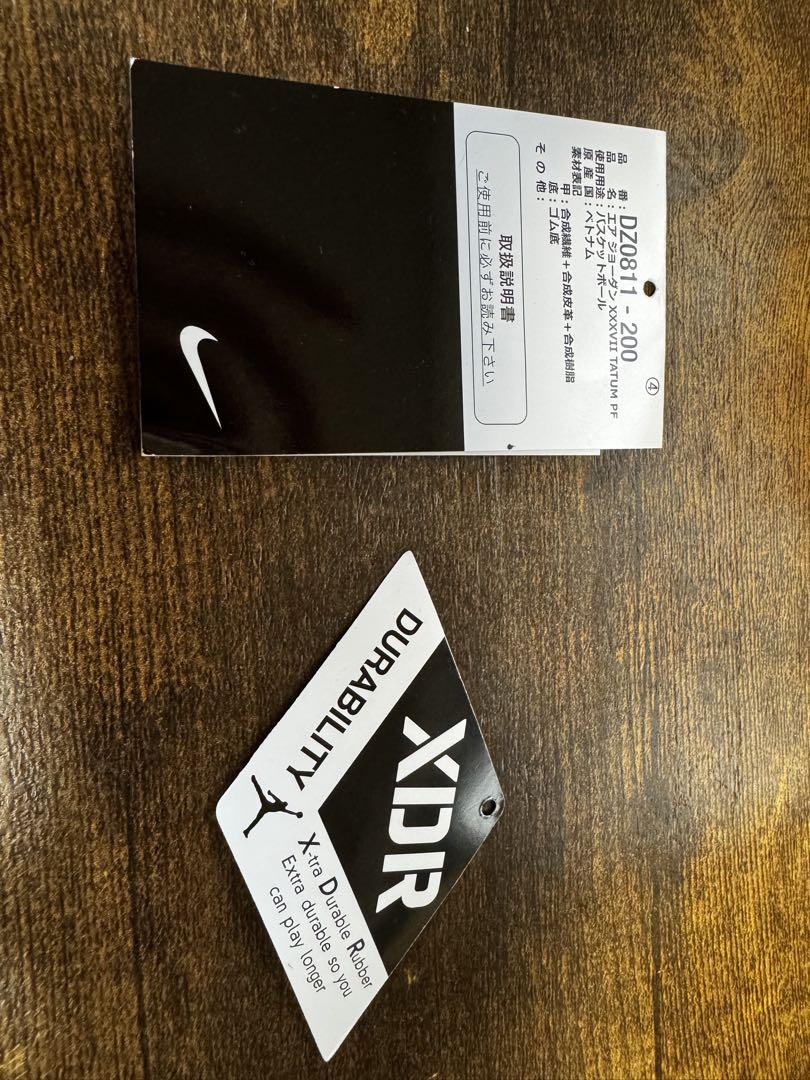 ④
品番:DZ0811 - 200
品名:エア ジョーダン XXXVII TATUM PF
使用用途:バスケットボール
原産国:ベトナム
素材表記
甲:合成繊維+合成皮革+合成樹脂
底:ゴム底
その他:
取扱説明書
ご使用前に必ずお読み下さい
DURABILITY
XDR
X-tra Durable Rubber
Extra durable so you
can play longer